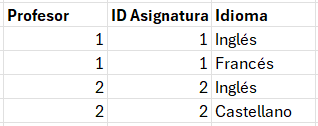 Profesor ID Asignatura Idioma
1 1 Inglés
1 1 Francés
2 2 Inglés
2 2 Castellano